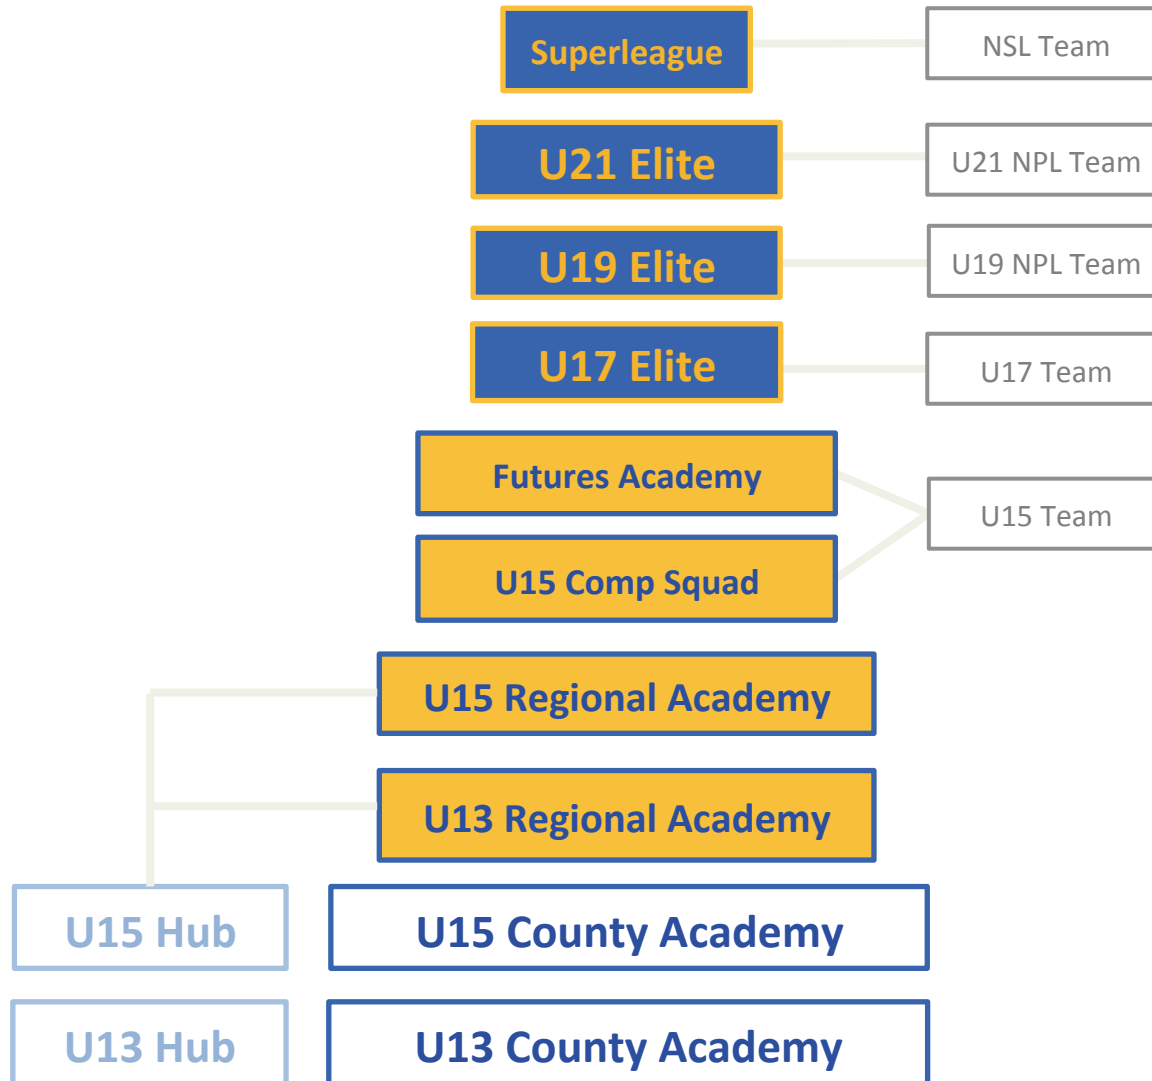 Superleague
NSL Team
U21 Elite
U21 NPL Team
U19 Elite
U19 NPL Team
U17 Elite
U17 Team
Futures Academy
U15 Team
U15 Comp Squad
U15 Regional Academy
U13 Regional Academy
U15 Hub
U15 County Academy
U13 Hub
U13 County Academy